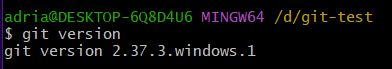 adria@DESKTOP-6Q8D4U6 MINGW64 /d/git-test
$ git version
git version 2.37.3.windows.1